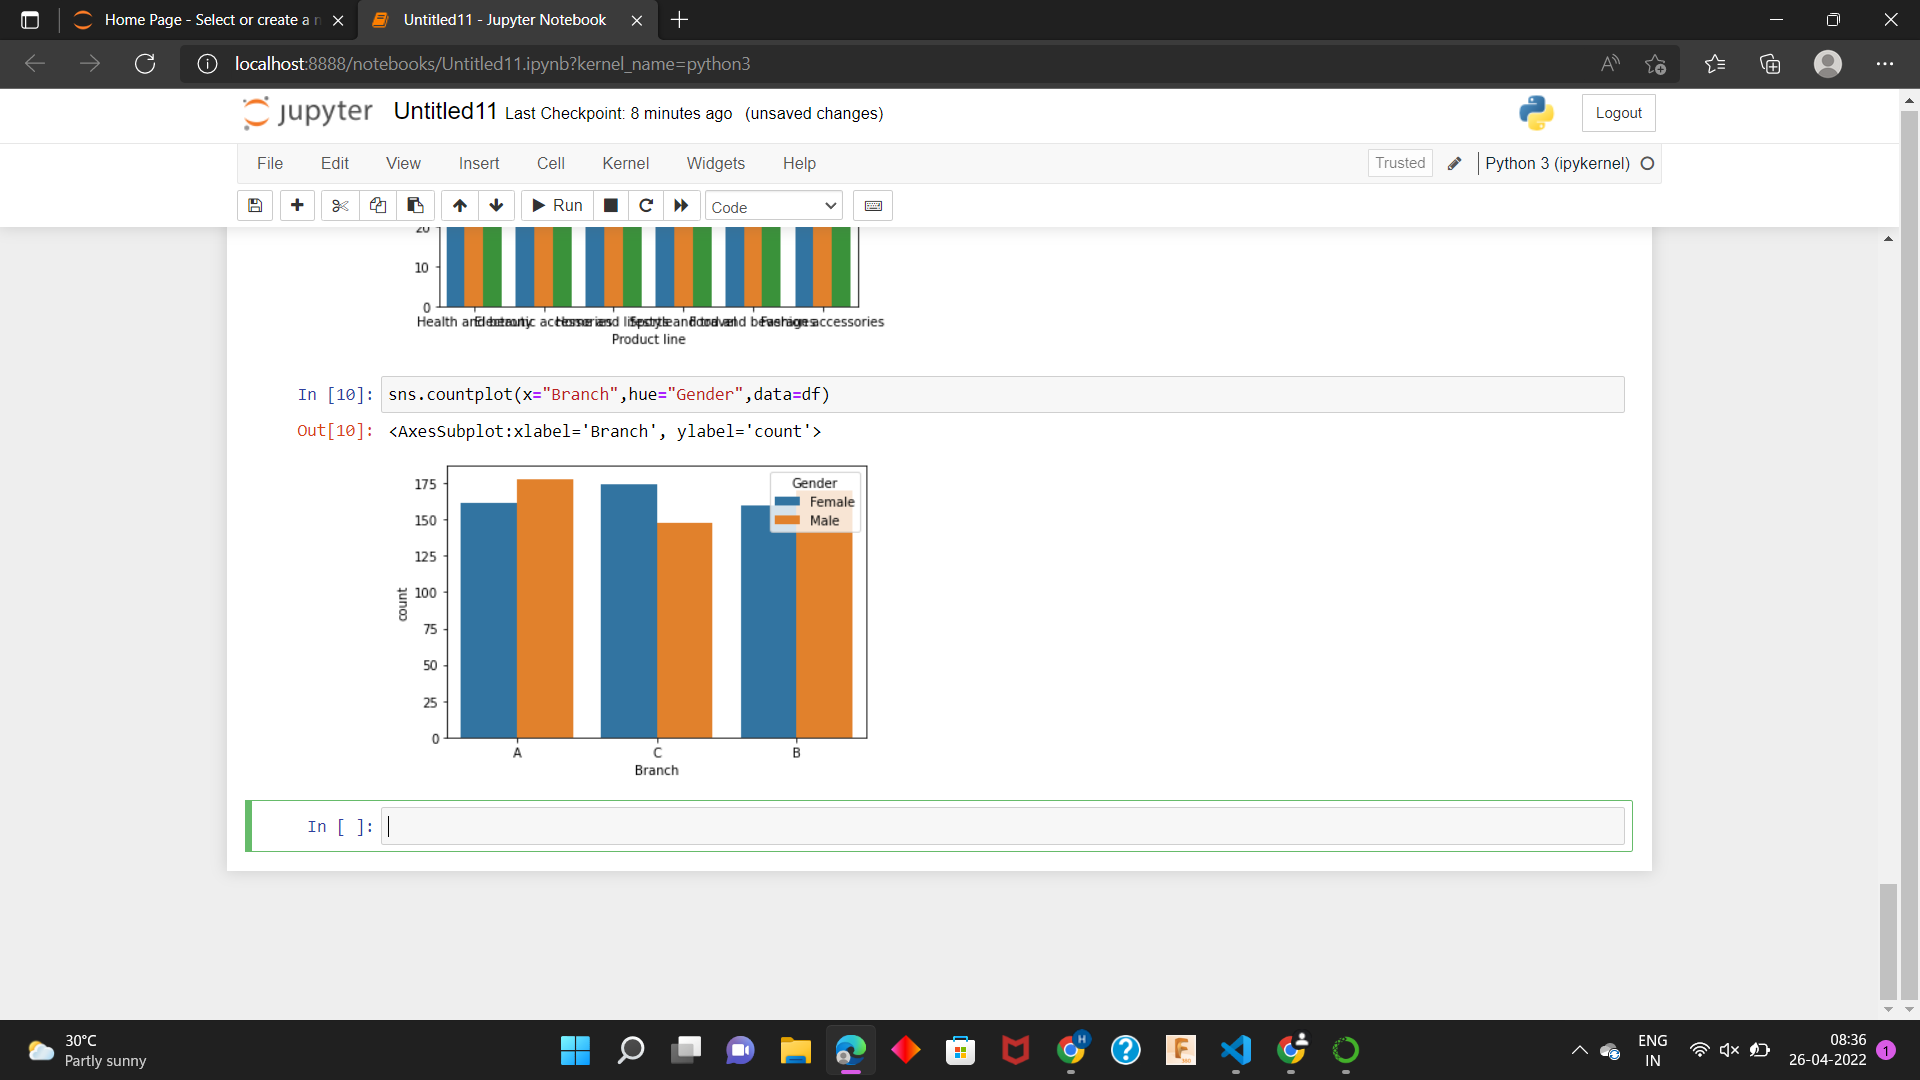 Home Page - Select or create a n
Untitled11 - Jupyter Notebook
localhost:8888/notebooks/Untitled11.ipynb?kernel_name=python3
jupyter Untitled11 Last Checkpoint: 8 minutes ago (unsaved changes)
Logout
File Edit View Insert Cell Kernel Widgets Help
Trusted
Python 3 (ipykernel)
Run
Code
20
10
0
Health and beauty Electronic accessories Home and lifestyle Sports and travel Food and beverages Fashion accessories
Product line
In [10]: sns.countplot(x="Branch",hue="Gender",data=df)
Out[10]: <AxesSubplot:xlabel='Branch', ylabel='count'>
175
150
125
100
75
50
25
0
count
Gender
Female
Male
A C B
Branch
In [ ]:
30°C
Partly sunny
H
F
ENG
IN
08:36
26-04-2022
1